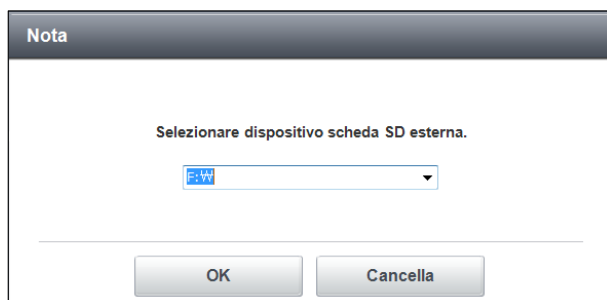 Nota
Selezionare dispositivo scheda SD esterna.
F:₩
OK
Cancella